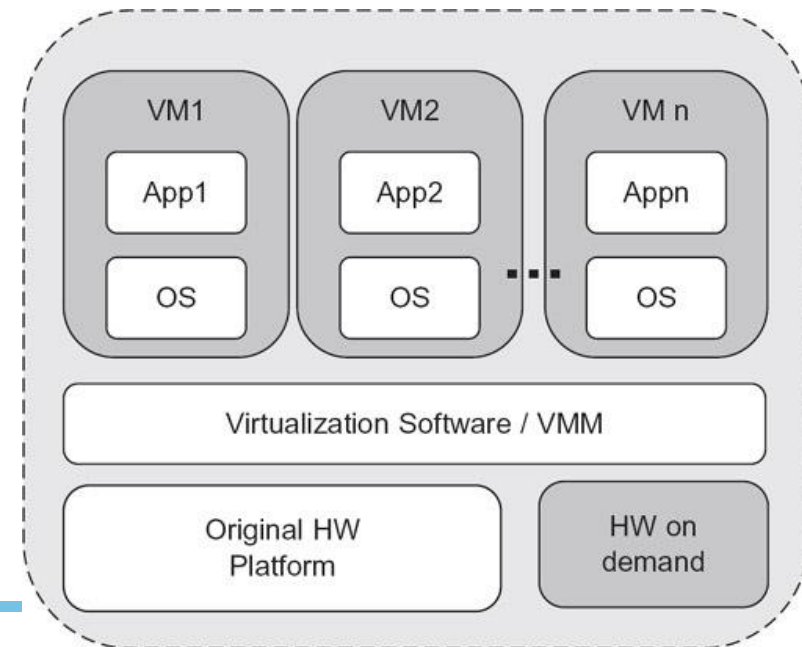 VM1
VM2
VM n
App1
App2
Appn
OS
OS
OS
...
Virtualization Software / VMM
Original HW
Platform
HW on
demand